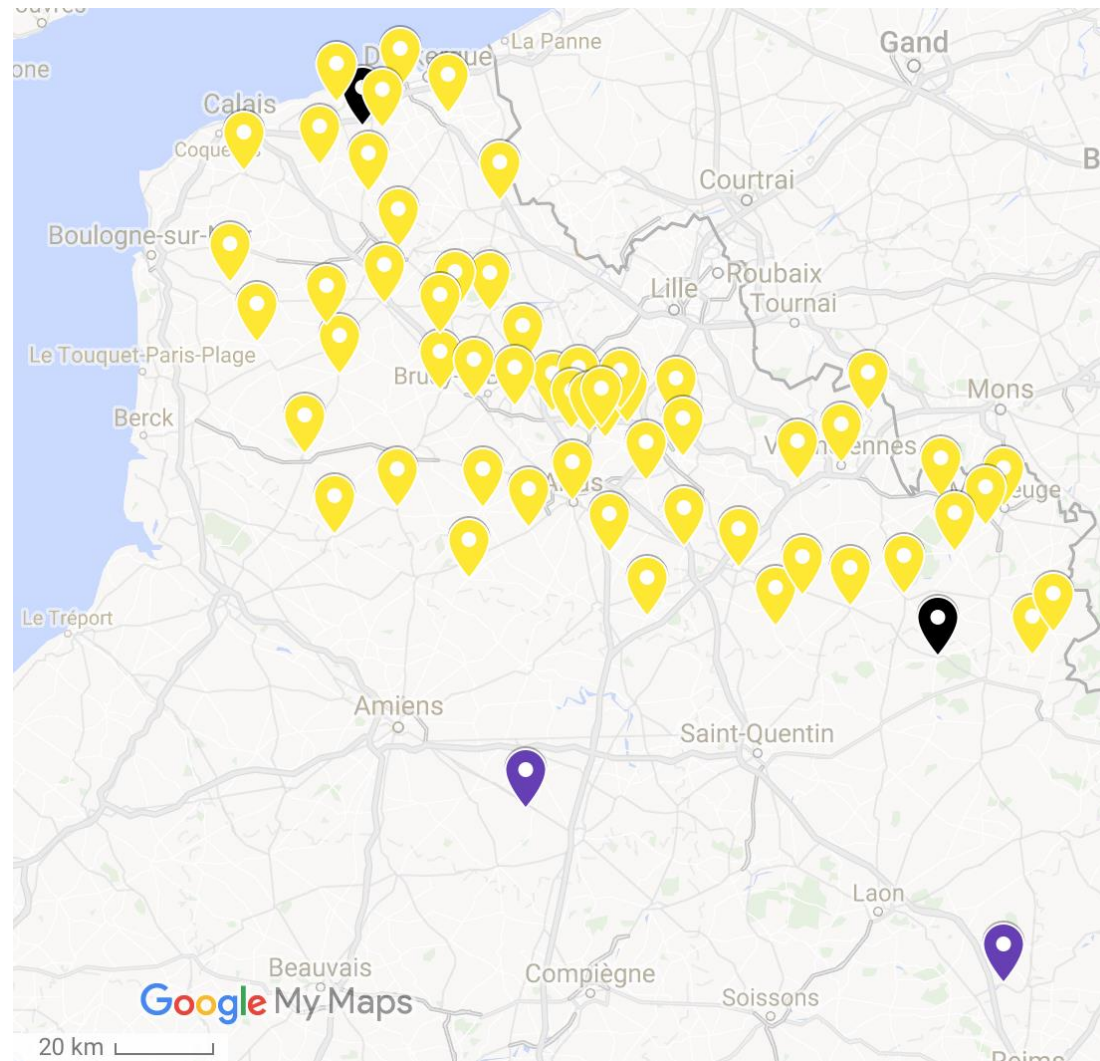 La Panne
Gand
Calais
Courtrai
Boulogne-sur-
Roubaix
Lille
Tournai
Le Touquet-Paris-Plage
Mons
Berck
Le Tréport
Amiens
Saint-Quentin
Laon
Beauvais
Compiègne
Google My Maps
Soissons
20 km